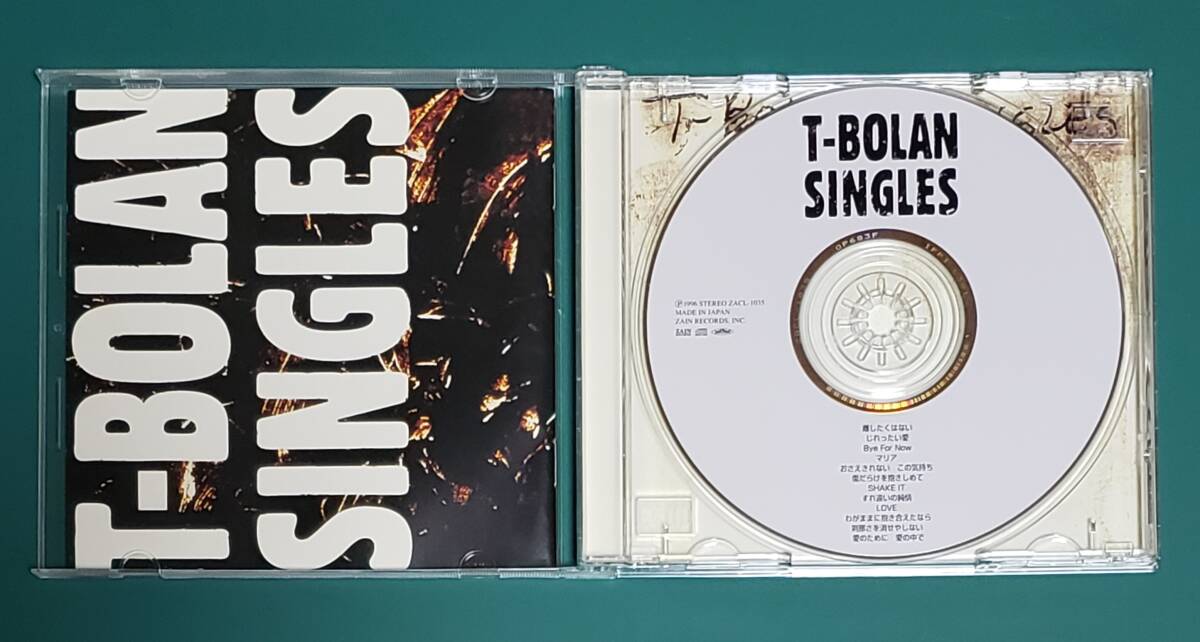 T-BOLAN
SINGLES
T-BOLAN
SINGLES
℗1996 STEREO ZACL-1035
MADE IN JAPAN
ZAIN RECORDS, INC.
ZAIN
離したくはない
じれったい愛
Bye For Now
マリア
おさえきれない この気持ち
傷だらけを抱きしめて
SHAKE IT
すれ違いの純情
LOVE
わがままに抱き合えたなら
刹那さを消せやしない
愛のために 愛の中で